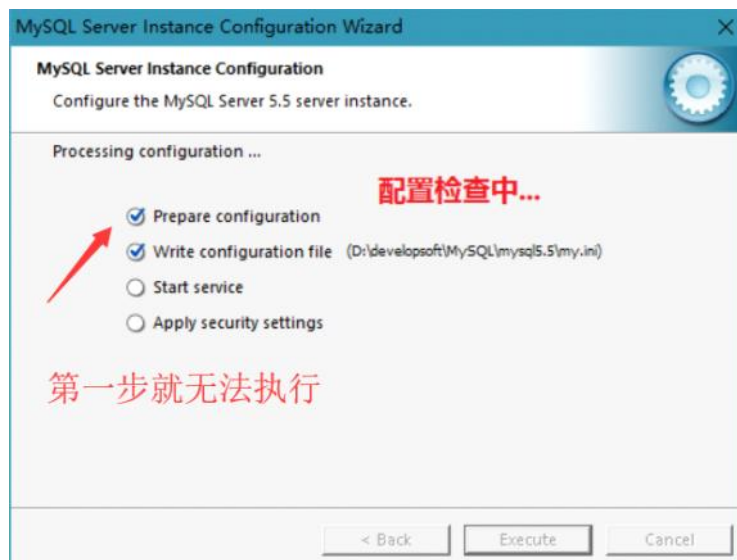 MySQL Server Instance Configuration Wizard
MySQL Server Instance Configuration
Configure the MySQL Server 5.5 server instance.
Processing configuration ...
配置检查中...
Prepare configuration
Write configuration file (D:\developsoft\MySQL\mysql5.5\my.ini)
Start service
Apply security settings
第一步就无法执行
< Back Execute Cancel